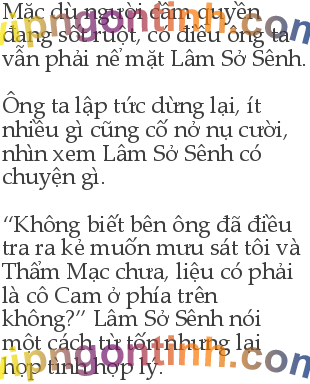 Mặc dù người cầm quyền
đang sốt ruột, có điều ông ta
vẫn phải nể mặt Lâm Sở Sênh.
Ông ta lập tức dừng lại, ít
nhiều gì cũng cố nở nụ cười,
nhìn xem Lâm Sở Sênh có
chuyện gì.
“Không biết bên ông đã điều
tra ra kẻ muốn mưu sát tôi và
Thẩm Mạc chưa, liệu có phải
là cô Cam ở phía trên
không?” Lâm Sở Sênh nói
một cách từ tốn nhưng lại
hợp tình hợp lý.
vipngontinh.com
vipngontinh.com